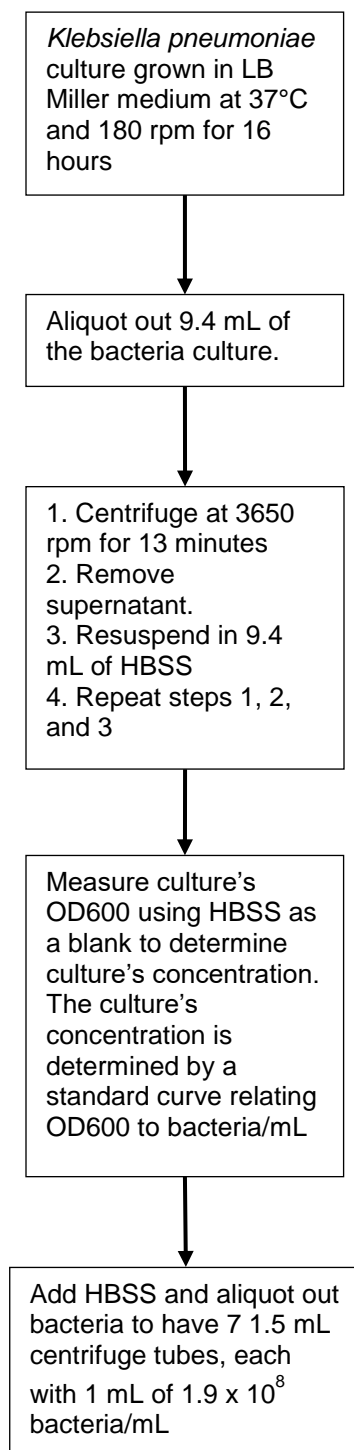 Klebsiella pneumoniae
culture grown in LB
Miller medium at 37°C
and 180 rpm for 16
hours
Aliquot out 9.4 mL of
the bacteria culture.
1. Centrifuge at 3650
rpm for 13 minutes
2. Remove
supernatant.
3. Resuspend in 9.4
mL of HBSS
4. Repeat steps 1, 2,
and 3
Measure culture's
OD600 using HBSS as
a blank to determine
culture's concentration.
The culture's
concentration is
determined by a
standard curve relating
OD600 to bacteria/mL
Add HBSS and aliquot out
bacteria to have 7 1.5 mL
centrifuge tubes, each
with 1 mL of 1.9 x 10⁸
bacteria/mL